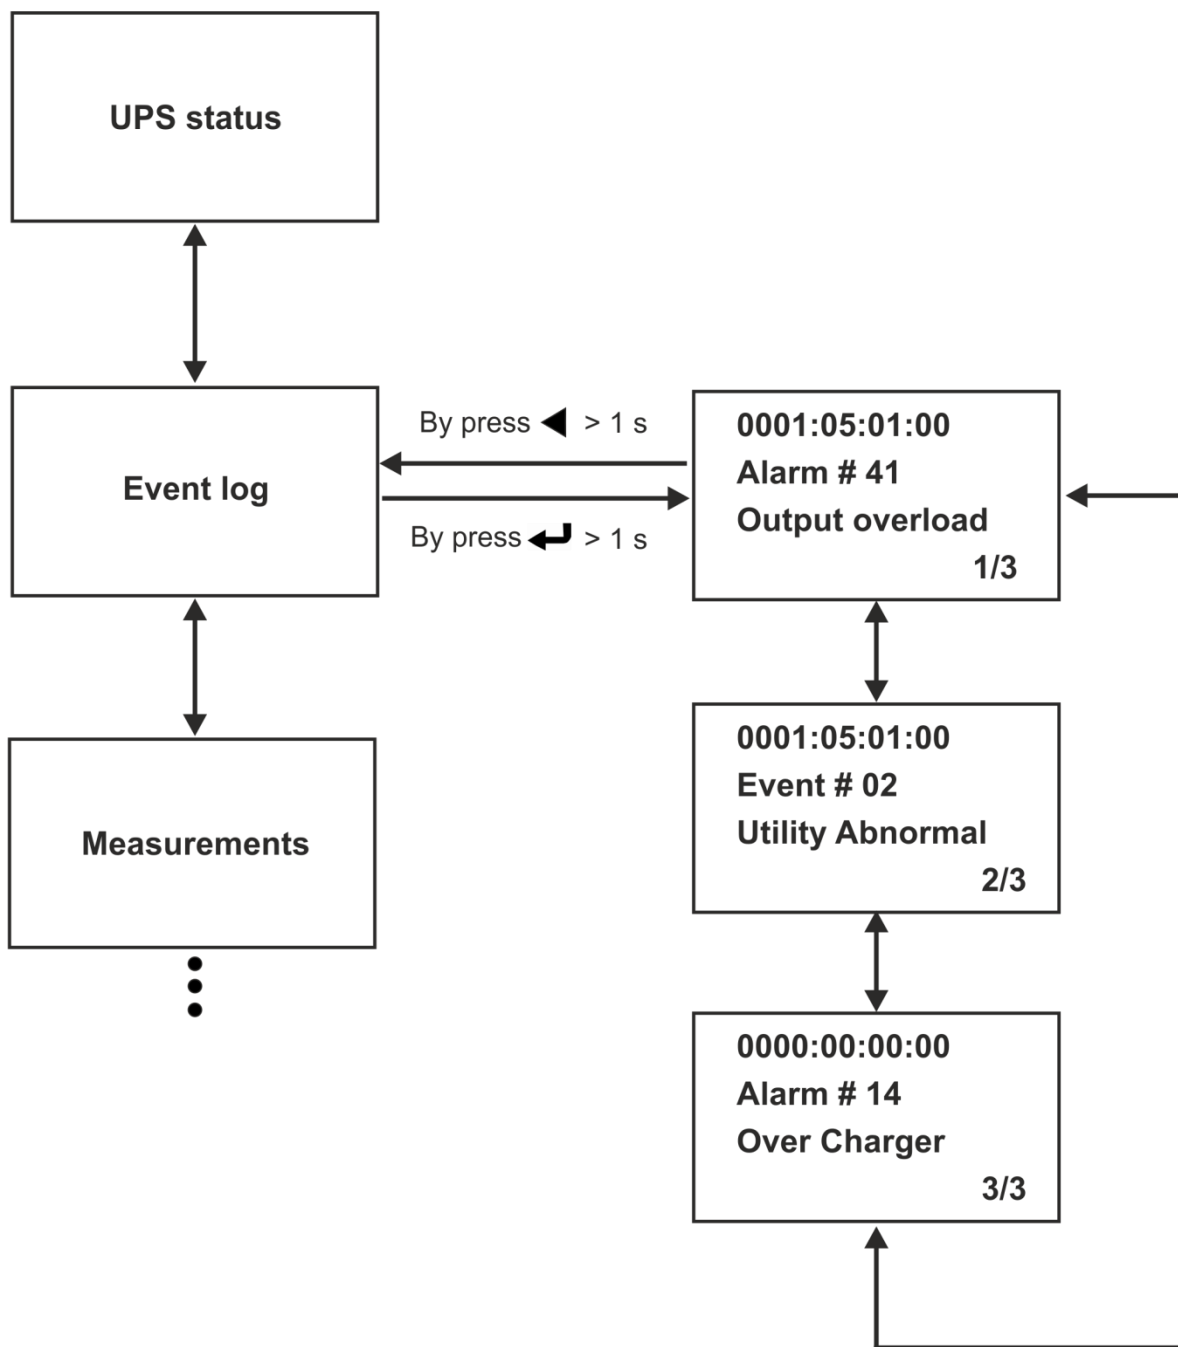 UPS status
Event log
By press ◀ > 1 s
By press ↵ > 1 s
0001:05:01:00
Alarm # 41
Output overload
1/3
Measurements
0001:05:01:00
Event # 02
Utility Abnormal
2/3
0000:00:00:00
Alarm # 14
Over Charger
3/3